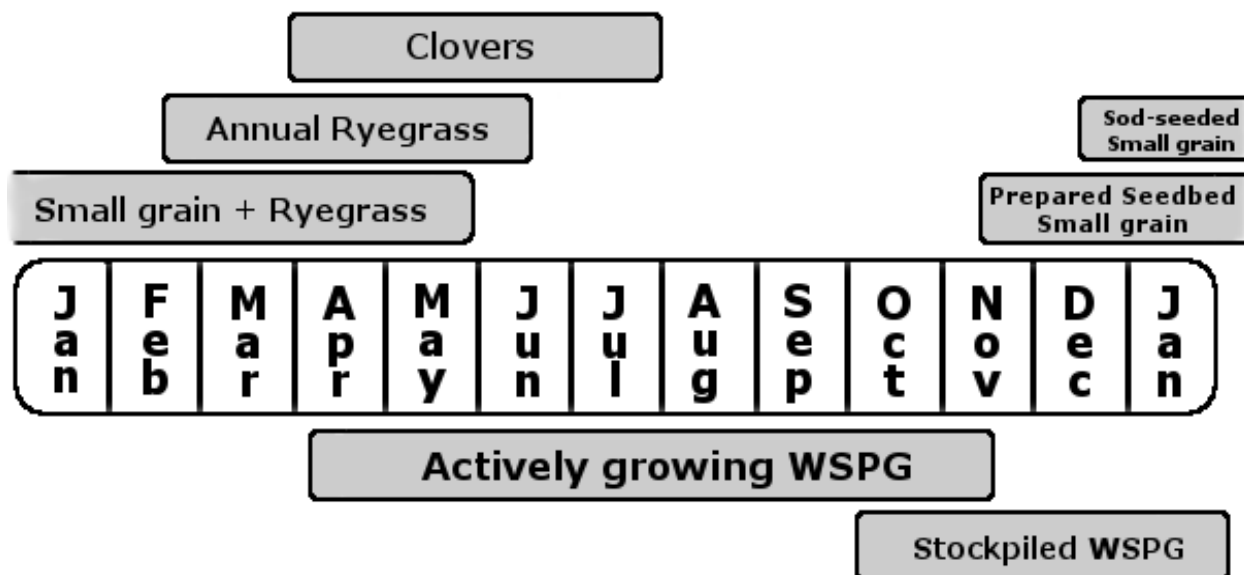 Clovers
Annual Ryegrass
Sod-seeded
Small grain
Small grain + Ryegrass
Prepared Seedbed
Small grain
Jan Feb Mar Apr May Jun Jul Aug Sep Oct Nov Dec Jan
Actively growing WSPG
Stockpiled WSPG